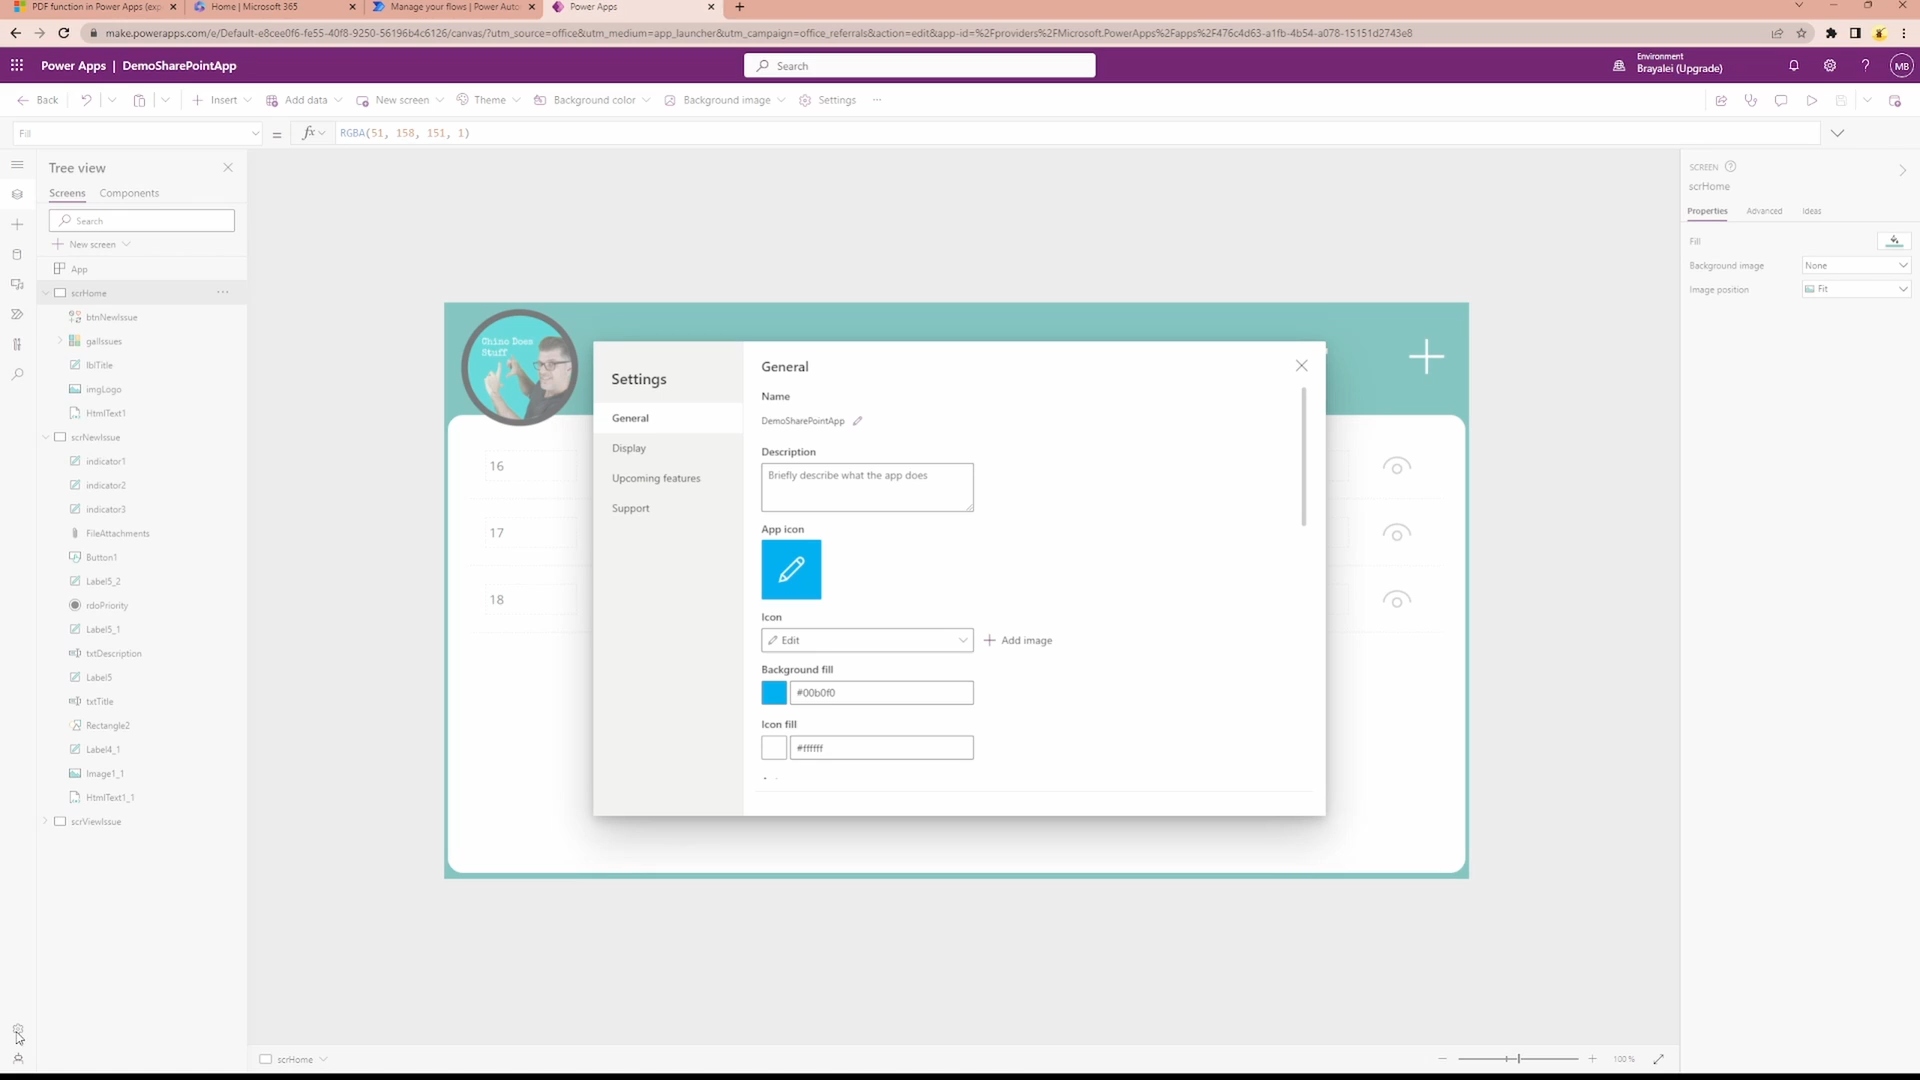 PDF function in Power Apps (exp
Home | Microsoft 365
Manage your flows | Power Auto
Power Apps
make.powerapps.com/e/Default-e8cee0f6-fe55-40f8-9250-56196b4c6126/canvas/?utm_source=office&utm_medium=app_launcher&utm_campaign=office_referrals&action=edit&app-id=%2Fproviders%2FMicrosoft.PowerApps%2Fapps%2F476c4d63-a1fb-4b54-a078-15151d2743e8
Power Apps | DemoSharePointApp
Search
Environment
Brayalei (Upgrade)
MB
Back
Insert
Add data
New screen
Theme
Background color
Background image
Settings
Fill
= fx
RGBA(51, 158, 151, 1)
Tree view
Screens
Components
Search
New screen
App
scrHome
btnNewIssue
galIssues
lblTitle
imgLogo
HtmlText1
scrNewIssue
indicator1
indicator2
indicator3
FileAttachments
Button1
Label5_2
rdoPriority
Label5_1
txtDescription
Label5
txtTitle
Rectangle2
Label4_1
Image1_1
HtmlText1_1
scrViewIssue
Chino Does
Stuff
16
17
18
Settings
General
Display
Upcoming features
Support
General
Name
DemoSharePointApp
Description
Briefly describe what the app does
App icon
Icon
Edit
Add image
Background fill
#00b0f0
Icon fill
#ffffff
SCREEN
scrHome
Properties
Advanced
Ideas
Fill
Background image
None
Image position
Fit
scrHome
100 %